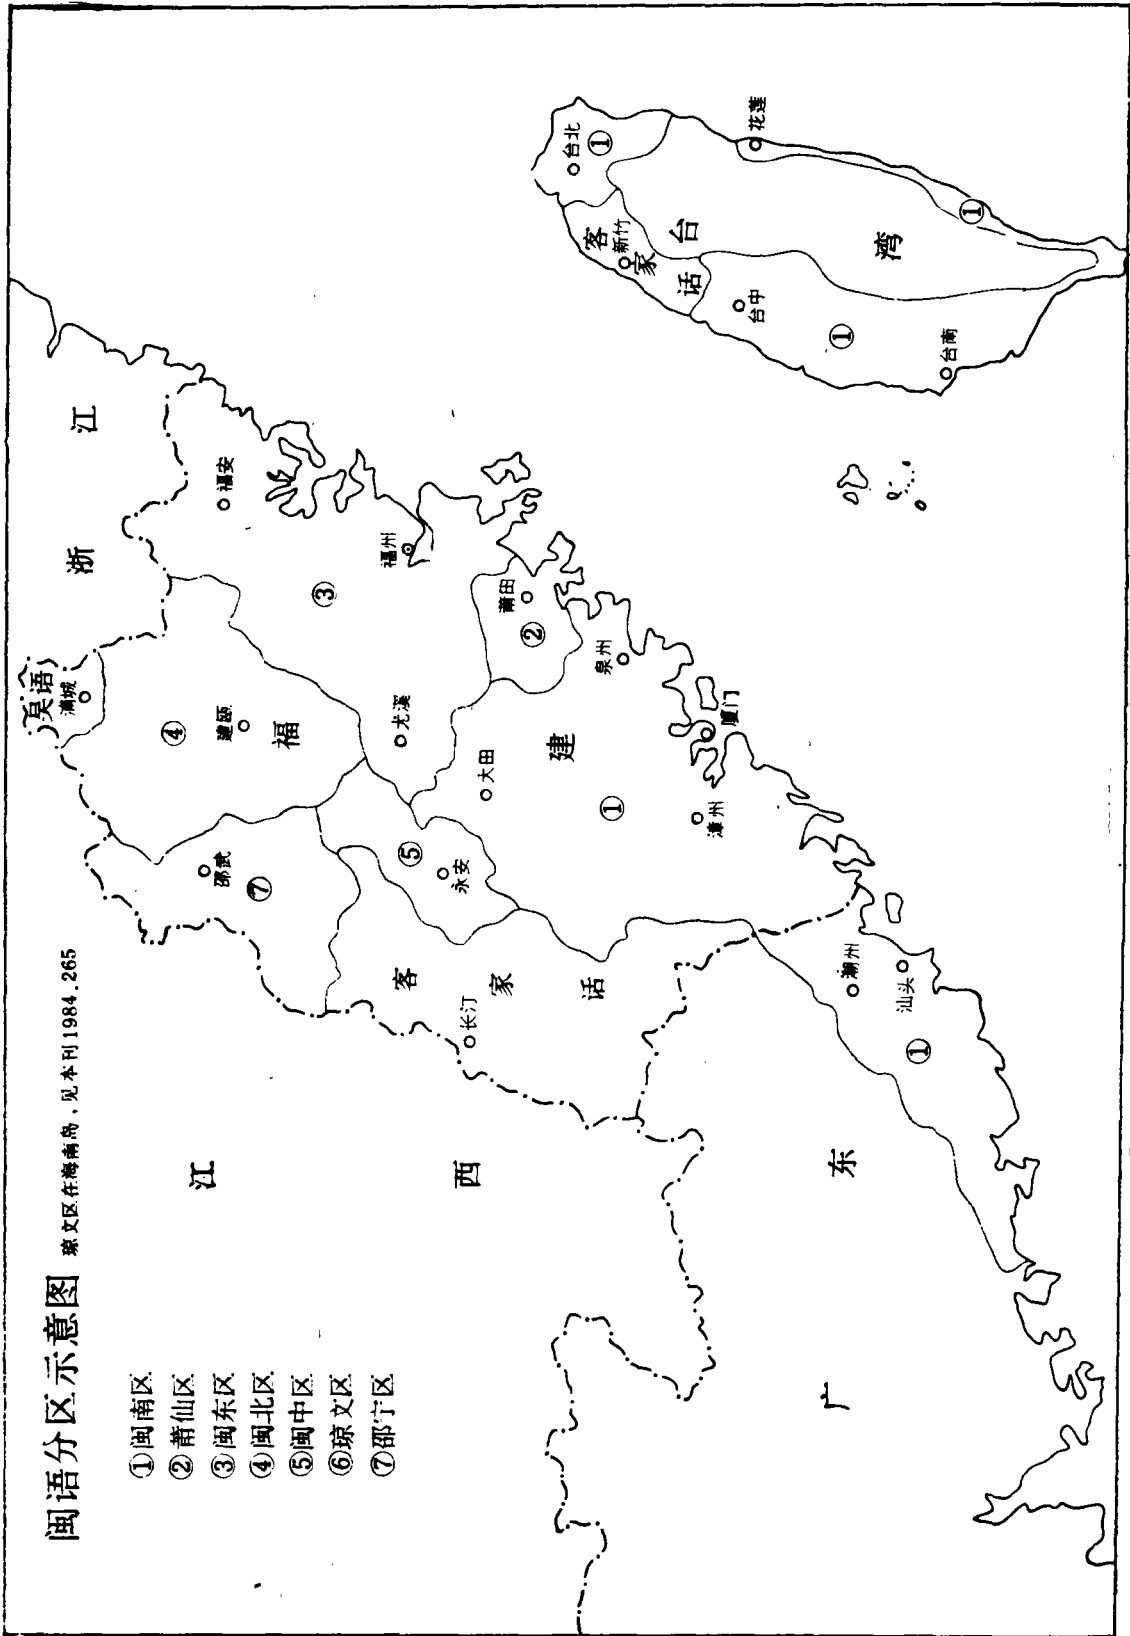 闽语分区示意图 琼文区在海南岛，见本刊1984.265
①闽南区
②莆仙区
③闽东区
④闽北区
⑤闽中区
⑥琼文区
⑦邵宁区
浙
江
吴语
浦城
④
建瓯
福
③
福安
福州
尤溪
②
莆田
邵武
⑦
⑤
永安
大田
建
①
泉州
厦门
漳州
客
家
话
长汀
江
西
广
东
潮州
汕头
①
台北
①
客
家
话
新竹
台
湾
花莲
①
台中
①
台南